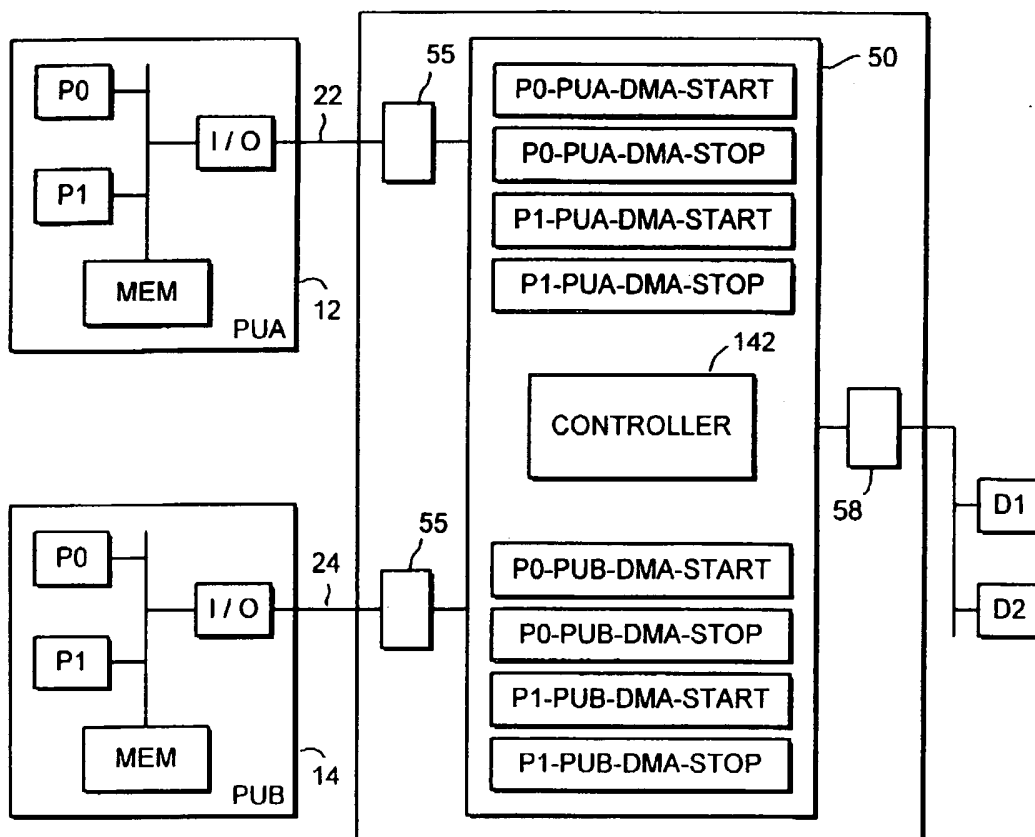 P0
P1
I / O
MEM
PUA
12
22
55
50
P0-PUA-DMA-START
P0-PUA-DMA-STOP
P1-PUA-DMA-START
P1-PUA-DMA-STOP
142
CONTROLLER
58
D1
D2
P0
P1
I / O
MEM
PUB
14
24
55
P0-PUB-DMA-START
P0-PUB-DMA-STOP
P1-PUB-DMA-START
P1-PUB-DMA-STOP